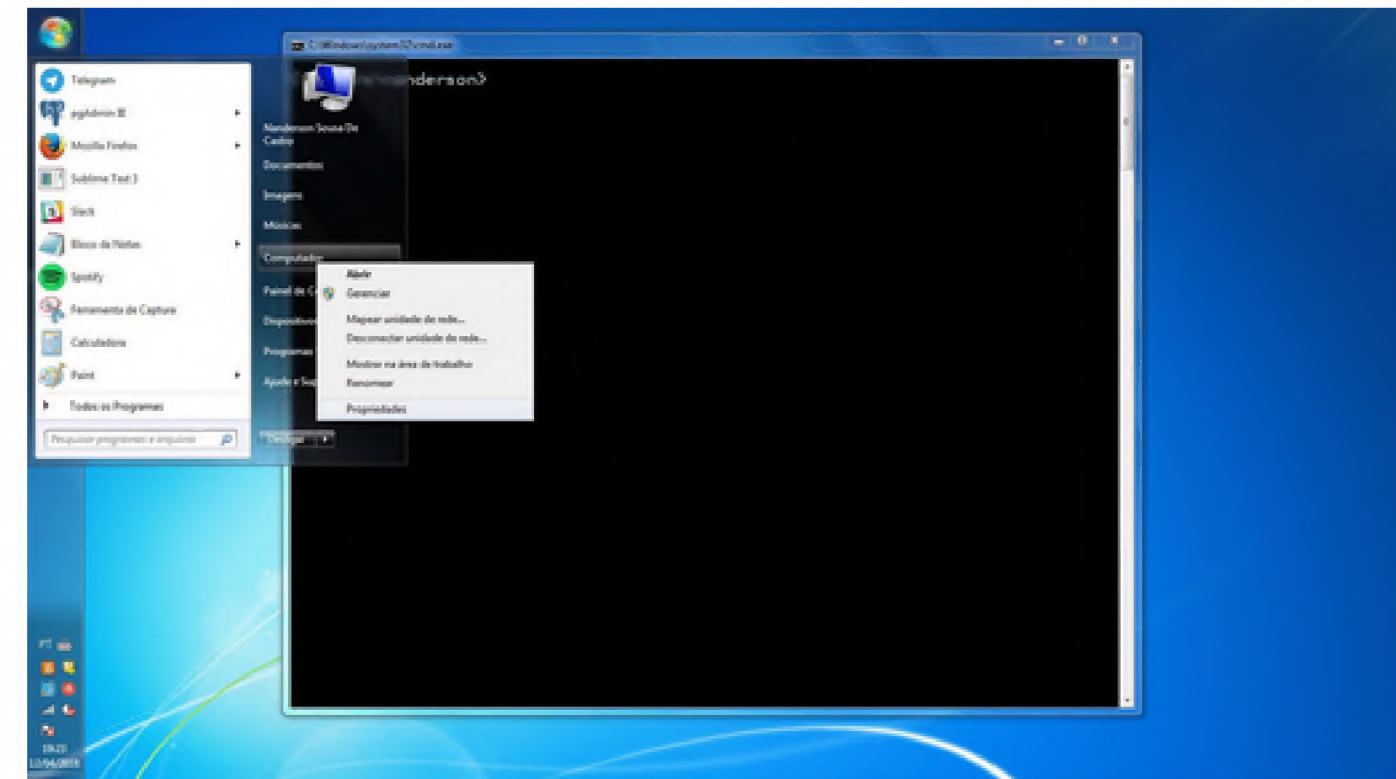 C:\Windows\system32\cmd.exe
nderson>
Telegram
pgAdmin III
Mozilla Firefox
Sublime Text 3
Slack
Bloco de Notas
Spotify
Ferramenta de Captura
Calculadora
Paint
Todos os Programas
Pesquisar programas e arquivos
Nanderson Sousa De
Castro
Documentos
Imagens
Músicas
Computador
Painel de C
Dispositivos
Programas
Ajuda e Sup
Desligar
Abrir
Gerenciar
Mapear unidade de rede...
Desconectar unidade de rede...
Mostrar na área de trabalho
Renomear
Propriedades
PT